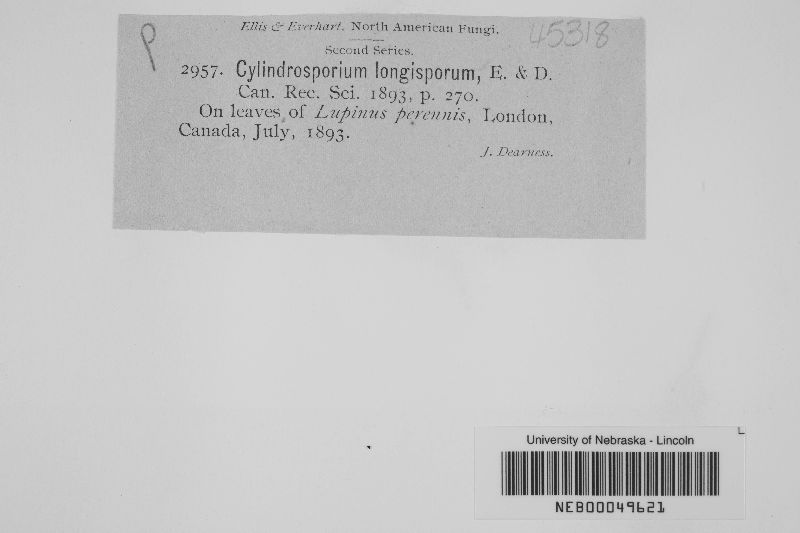 P
Ellis & Everhart. North American Fungi.
45318
Second Series.
2957. Cylindrosporium longisporum, E. & D.
Can. Rec. Sci. 1893, p. 270.
On leaves of Lupinus perennis, London,
Canada, July, 1893.
J. Dearness.
University of Nebraska - Lincoln
NEB00049621